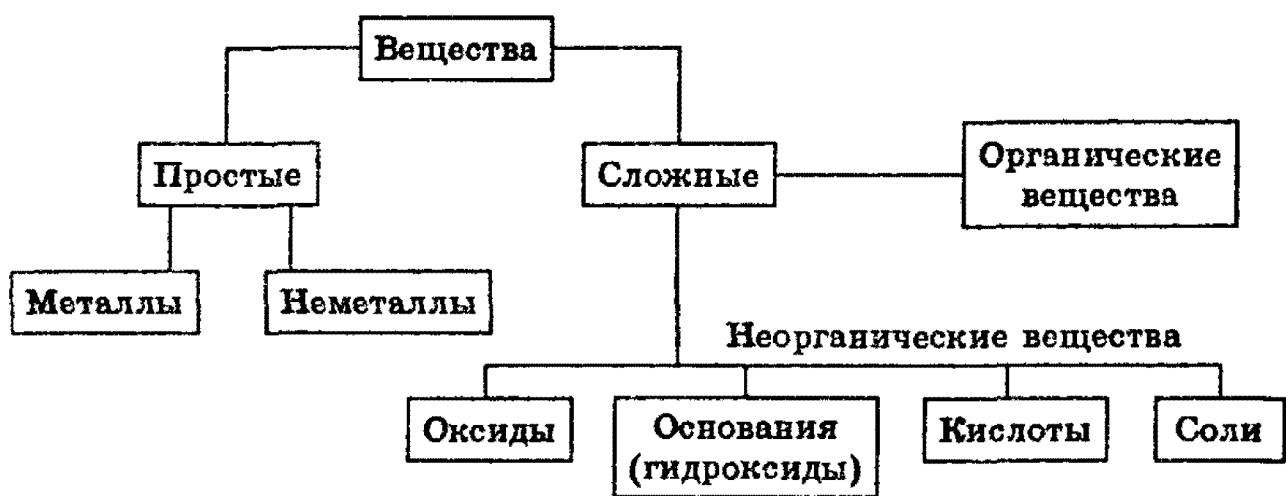 Вещества
Простые
Сложные
Органические
вещества
Металлы
Неметаллы
Неорганические вещества
Оксиды
Основания
(гидроксиды)
Кислоты
Соли